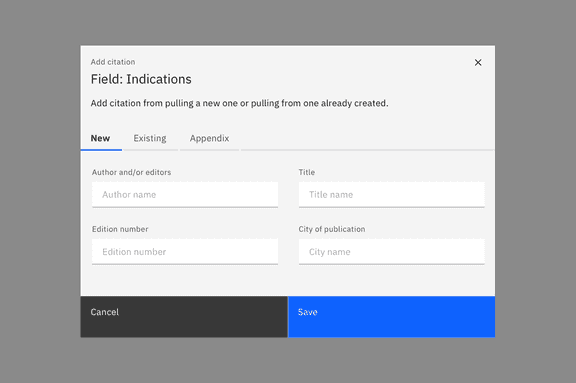 Add citation
Field: Indications
Add citation from pulling a new one or pulling from one already created.
New Existing Appendix
Author and/or editors Title
Author name Title name
Edition number City of publication
Edition number City name
Cancel Save